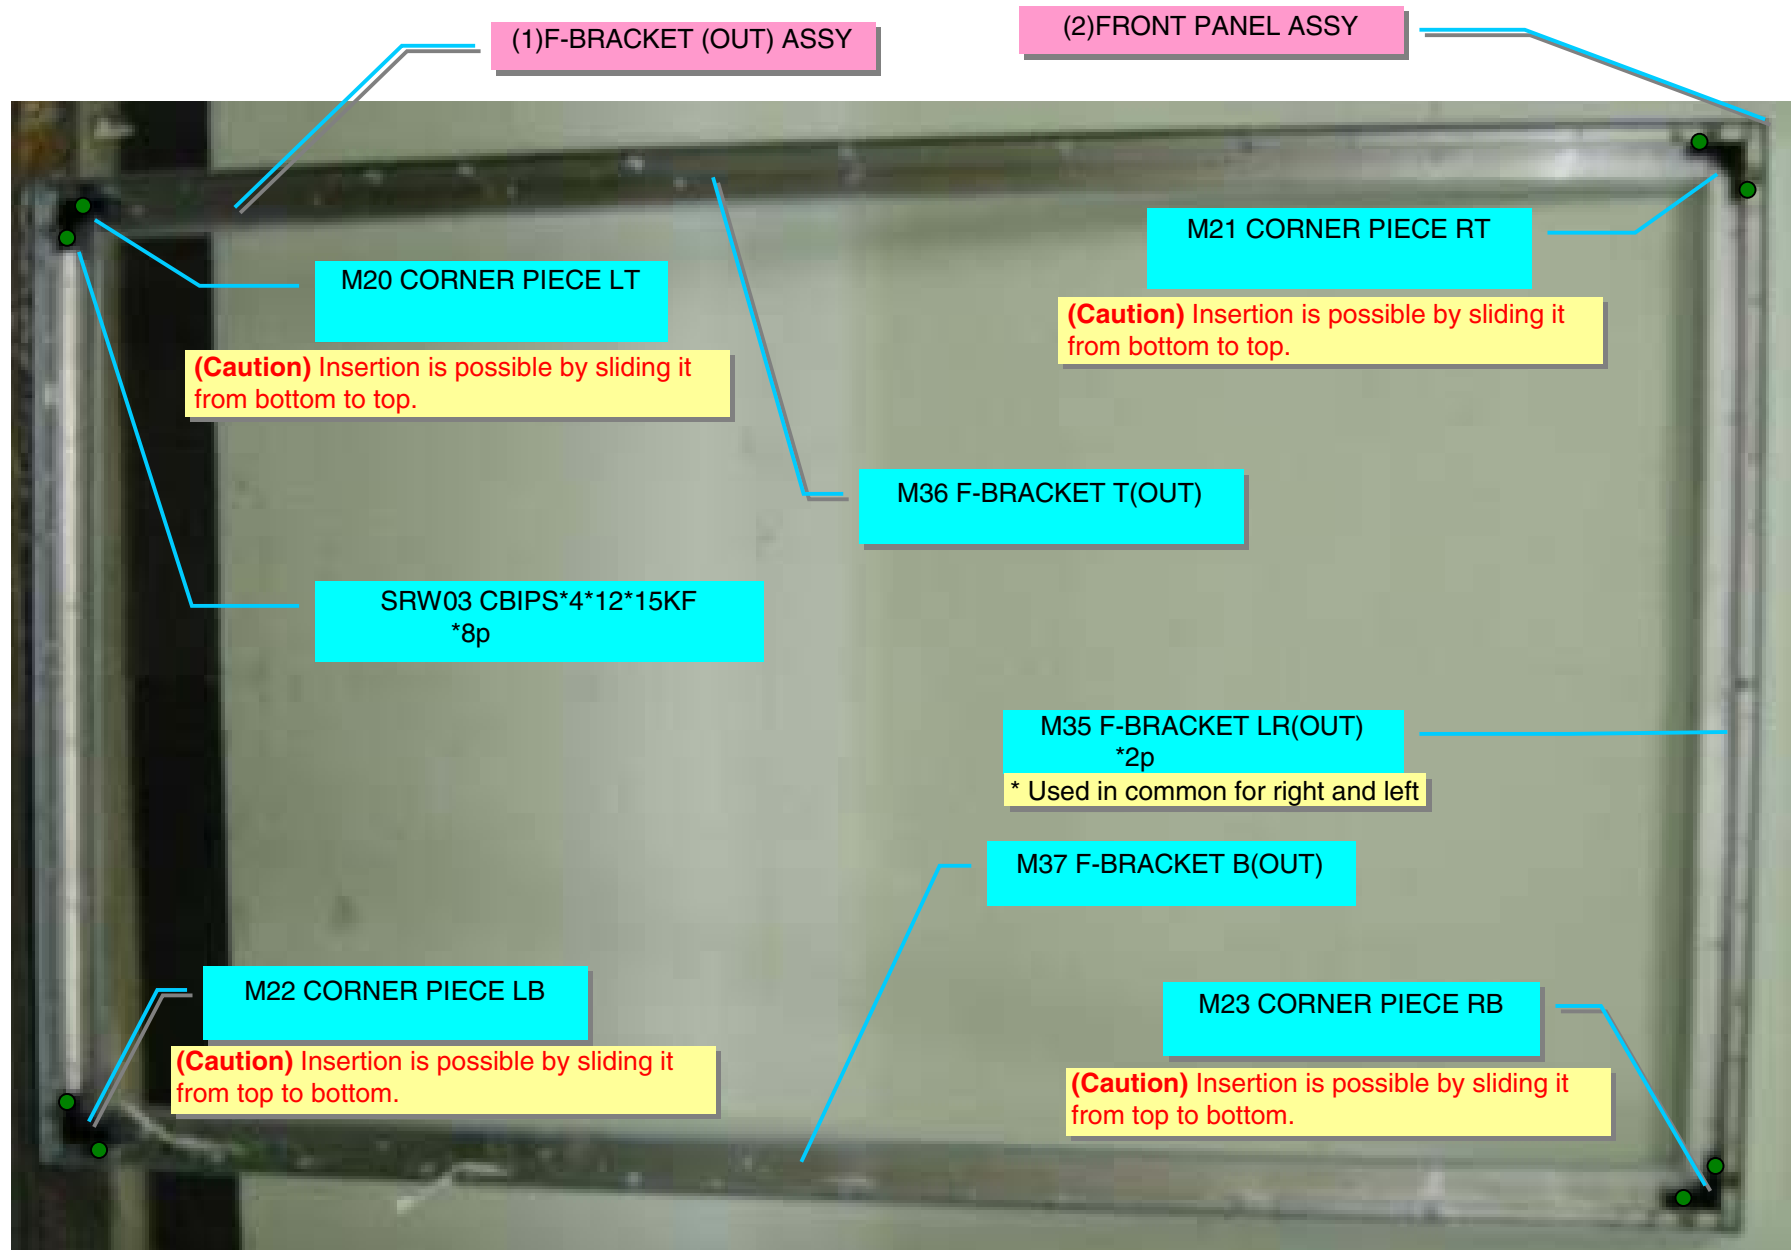 (1)F-BRACKET (OUT) ASSY
(2)FRONT PANEL ASSY
M21 CORNER PIECE RT
(Caution) Insertion is possible by sliding it
from bottom to top.
M20 CORNER PIECE LT
(Caution) Insertion is possible by sliding it
from bottom to top.
M36 F-BRACKET T(OUT)
SRW03 CBIPS*4*12*15KF
*8p
M35 F-BRACKET LR(OUT)
*2p
* Used in common for right and left
M37 F-BRACKET B(OUT)
M22 CORNER PIECE LB
(Caution) Insertion is possible by sliding it
from top to bottom.
M23 CORNER PIECE RB
(Caution) Insertion is possible by sliding it
from top to bottom.